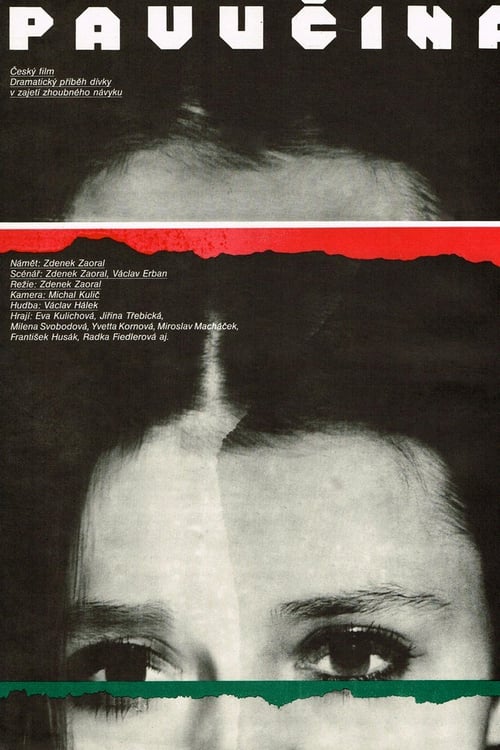 PAVUČINA
Český film
Dramatický příběh dívky
v zajetí zhoubného návyku
Námět: Zdenek Zaoral
Scénář: Zdenek Zaoral, Václav Erban
Režie: Zdenek Zaoral
Kamera: Michal Kulič
Hudba: Václav Hálek
Hrají: Eva Kulichová, Jiřina Třebická,
Milena Svobodová, Yvetta Kornová, Miroslav Macháček,
František Husák, Radka Fiedlerová aj.